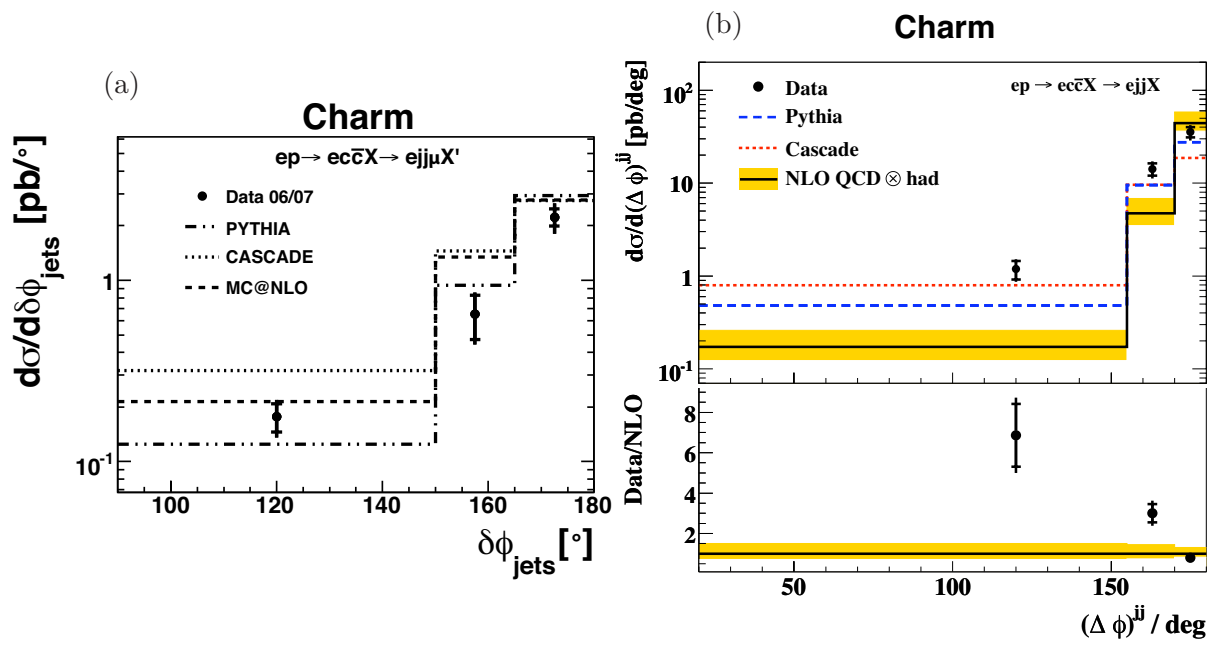 (a)
Charm
ep → ecc̅X → ejjμX'
Data 06/07
PYTHIA
CASCADE
MC@NLO
dσ/dδϕjets [pb/°]
1
10⁻¹
100 120 140 160 180
δϕjets [°]
(b)
Charm
ep → ecc̅X → ejjX
Data
Pythia
Cascade
NLO QCD ⊗ had
dσ/d(Δ ϕ)jj [pb/deg]
10²
10
1
10⁻¹
Data/NLO
8
6
4
2
50 100 150
(Δ ϕ)jj / deg